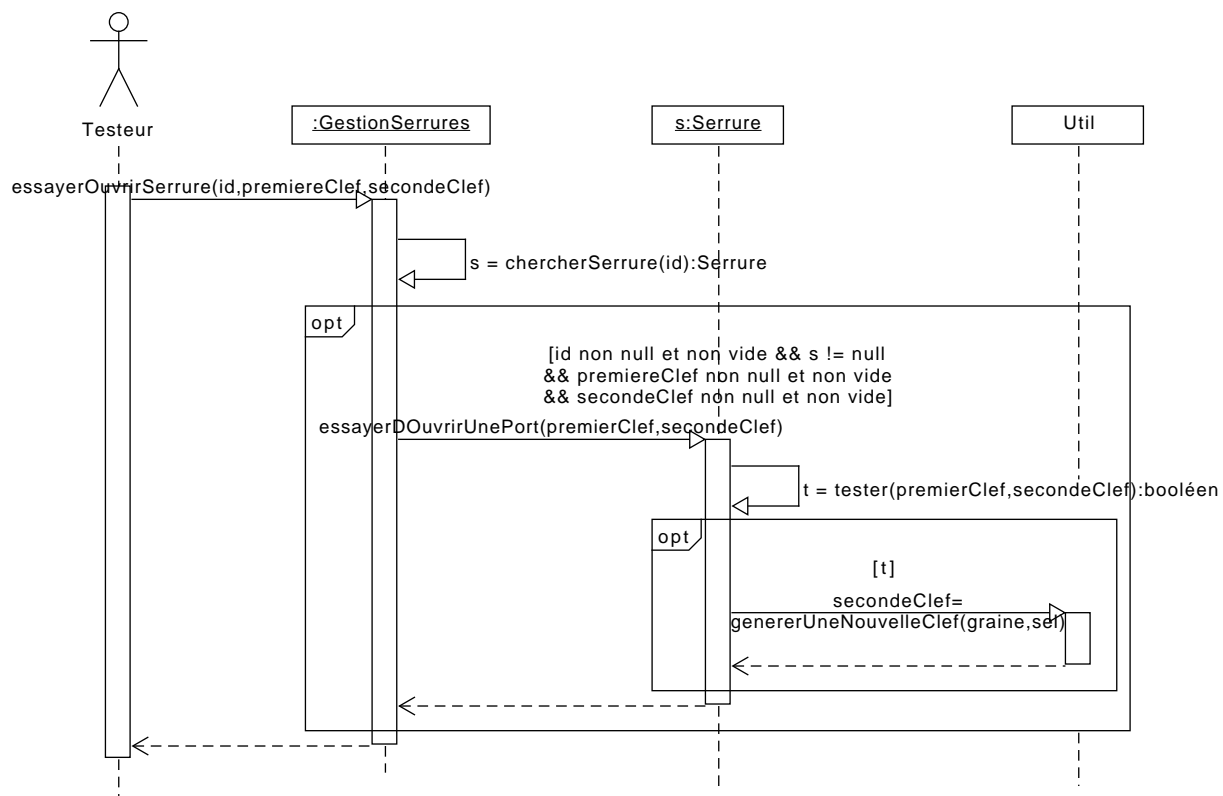 Testeur
:GestionSerrures
s:Serrure
Util
essayerOuvrirSerrure(id,premiereClef,secondeClef)
s = chercherSerrure(id):Serrure
opt
[id non null et non vide && s != null
&& premiereClef non null et non vide
&& secondeClef non null et non vide]
essayerDOuvrirUnePort(premierClef,secondeClef)
t = tester(premierClef,secondeClef):booléen
opt
[t]
secondeClef=
genererUneNouvelleClef(graine,sel)